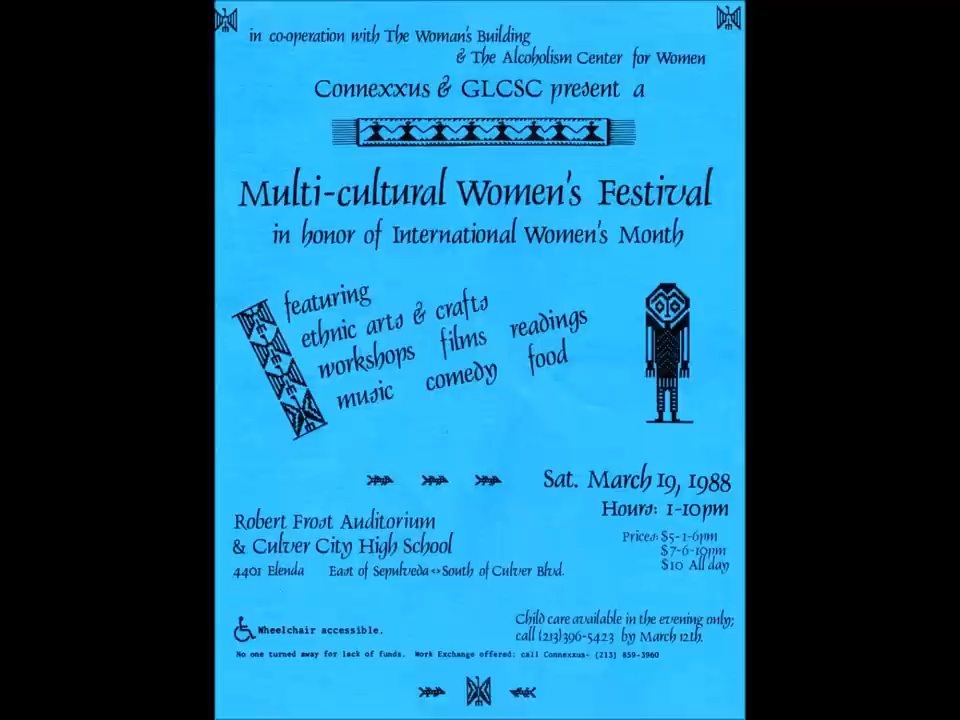 in co-operation with The Woman's Building
& The Alcoholism Center for Women
Connexxus & GLCSC present a
Multi-cultural Women's Festival
in honor of International Women's Month
featuring
ethnic arts & crafts
workshops films readings
music comedy food
Sat. March 19, 1988
Hours: 1-10pm
Prices: $5-1-6pm
$7-6-10pm
$10 All day
Robert Frost Auditorium
& Culver City High School
4401 Elenda East of Sepulveda <> South of Culver Blvd.
Child care available in the evening only;
call (213)396-5423 by March 12th.
Wheelchair accessible.
No one turned away for lack of funds. Work Exchange offered: call Connexxus- (213) 859-3960